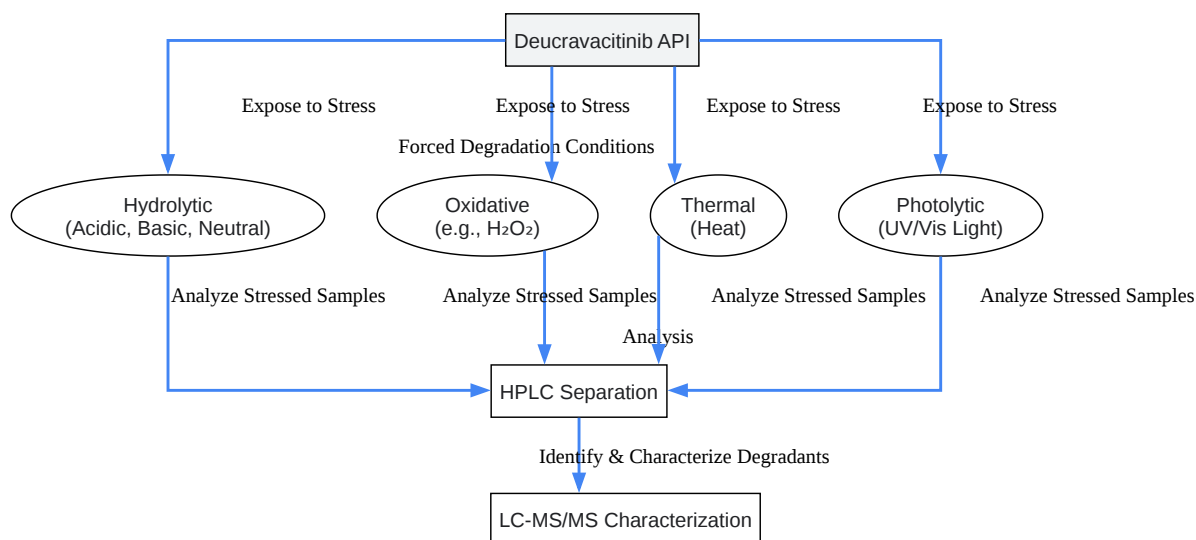 Deucravacitinib API
Expose to Stress
Expose to Stress
Expose to Stress
Expose to Stress
Forced Degradation Conditions
Hydrolytic
(Acidic, Basic, Neutral)
Oxidative
(e.g., H₂O₂)
Thermal
(Heat)
Photolytic
(UV/Vis Light)
Analyze Stressed Samples
Analyze Stressed Samples
Analyze Stressed Samples
Analyze Stressed Samples
Analysis
HPLC Separation
Identify & Characterize Degradants
LC-MS/MS Characterization